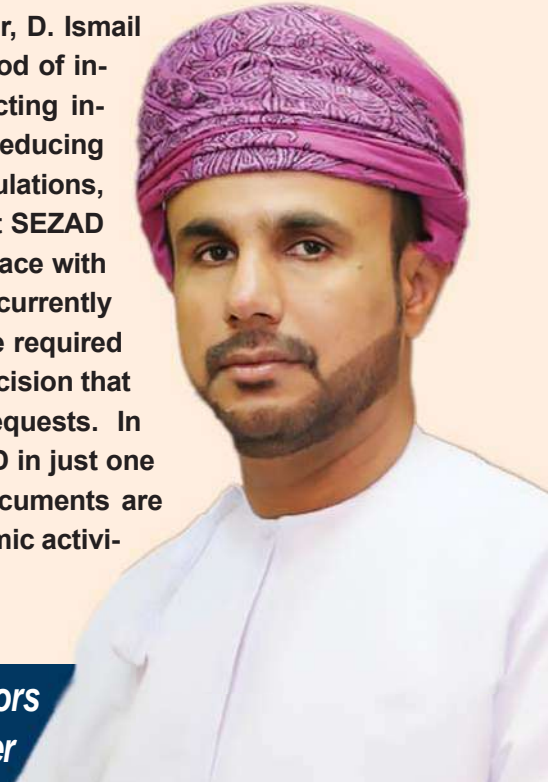 r, D. Ismail
od of in-
cting in-
educing
ulations,
t SEZAD
ace with
currently
e required
cision that
equests. In
D in just one
cuments are
mic activi-
ors
er